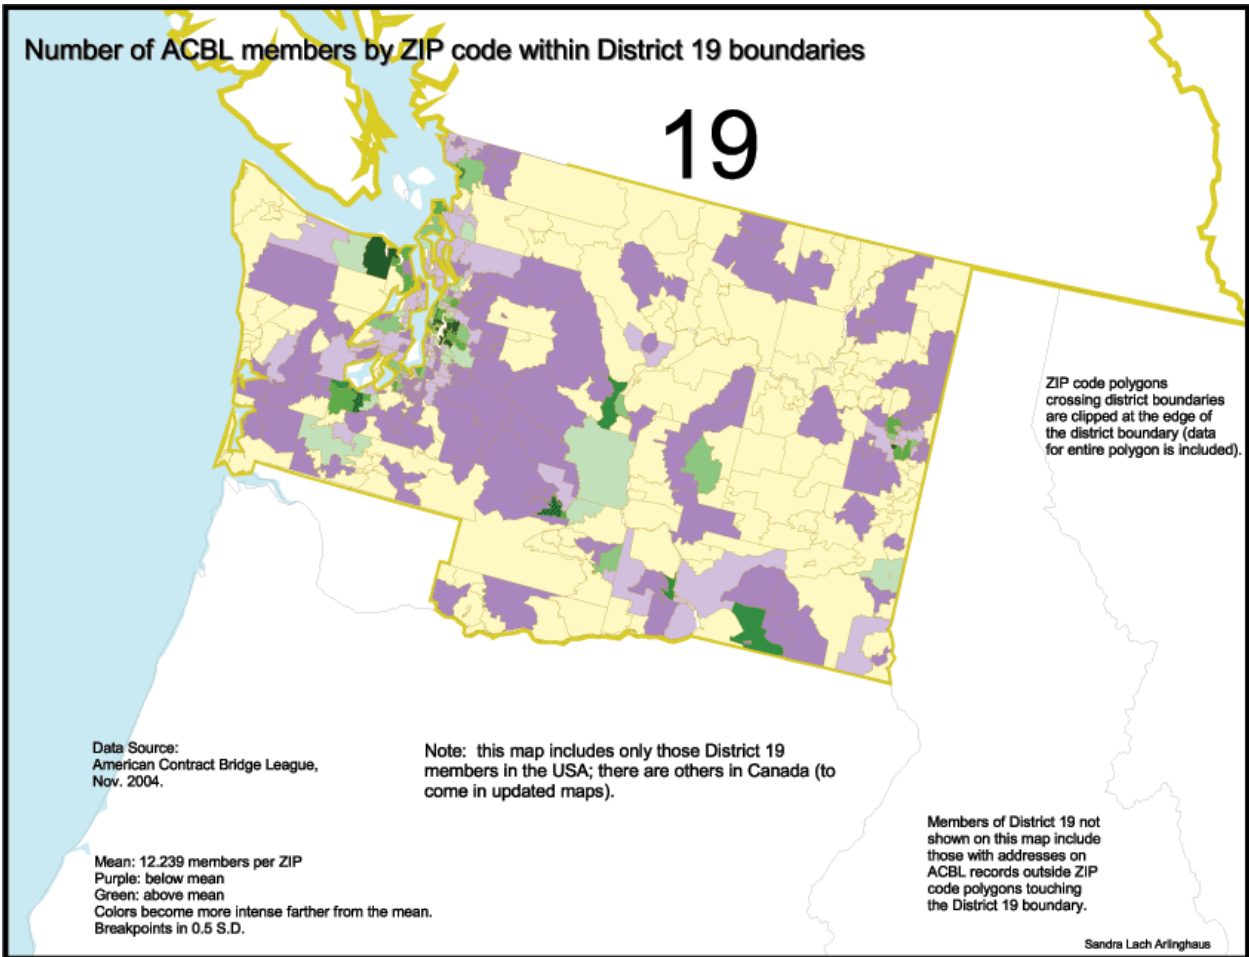 Number of ACBL members by ZIP code within District 19 boundaries
19
ZIP code polygons
crossing district boundaries
are clipped at the edge of
the district boundary (data
for entire polygon is included).
Data Source:
American Contract Bridge League,
Nov. 2004.
Note:  this map includes only those District 19
members in the USA; there are others in Canada (to
come in updated maps).
Members of District 19 not
shown on this map include
those with addresses on
ACBL records outside ZIP
code polygons touching
the District 19 boundary.
Mean: 12.239 members per ZIP
Purple: below mean
Green: above mean
Colors become more intense farther from the mean.
Breakpoints in 0.5 S.D.
Sandra Lach Arlinghaus